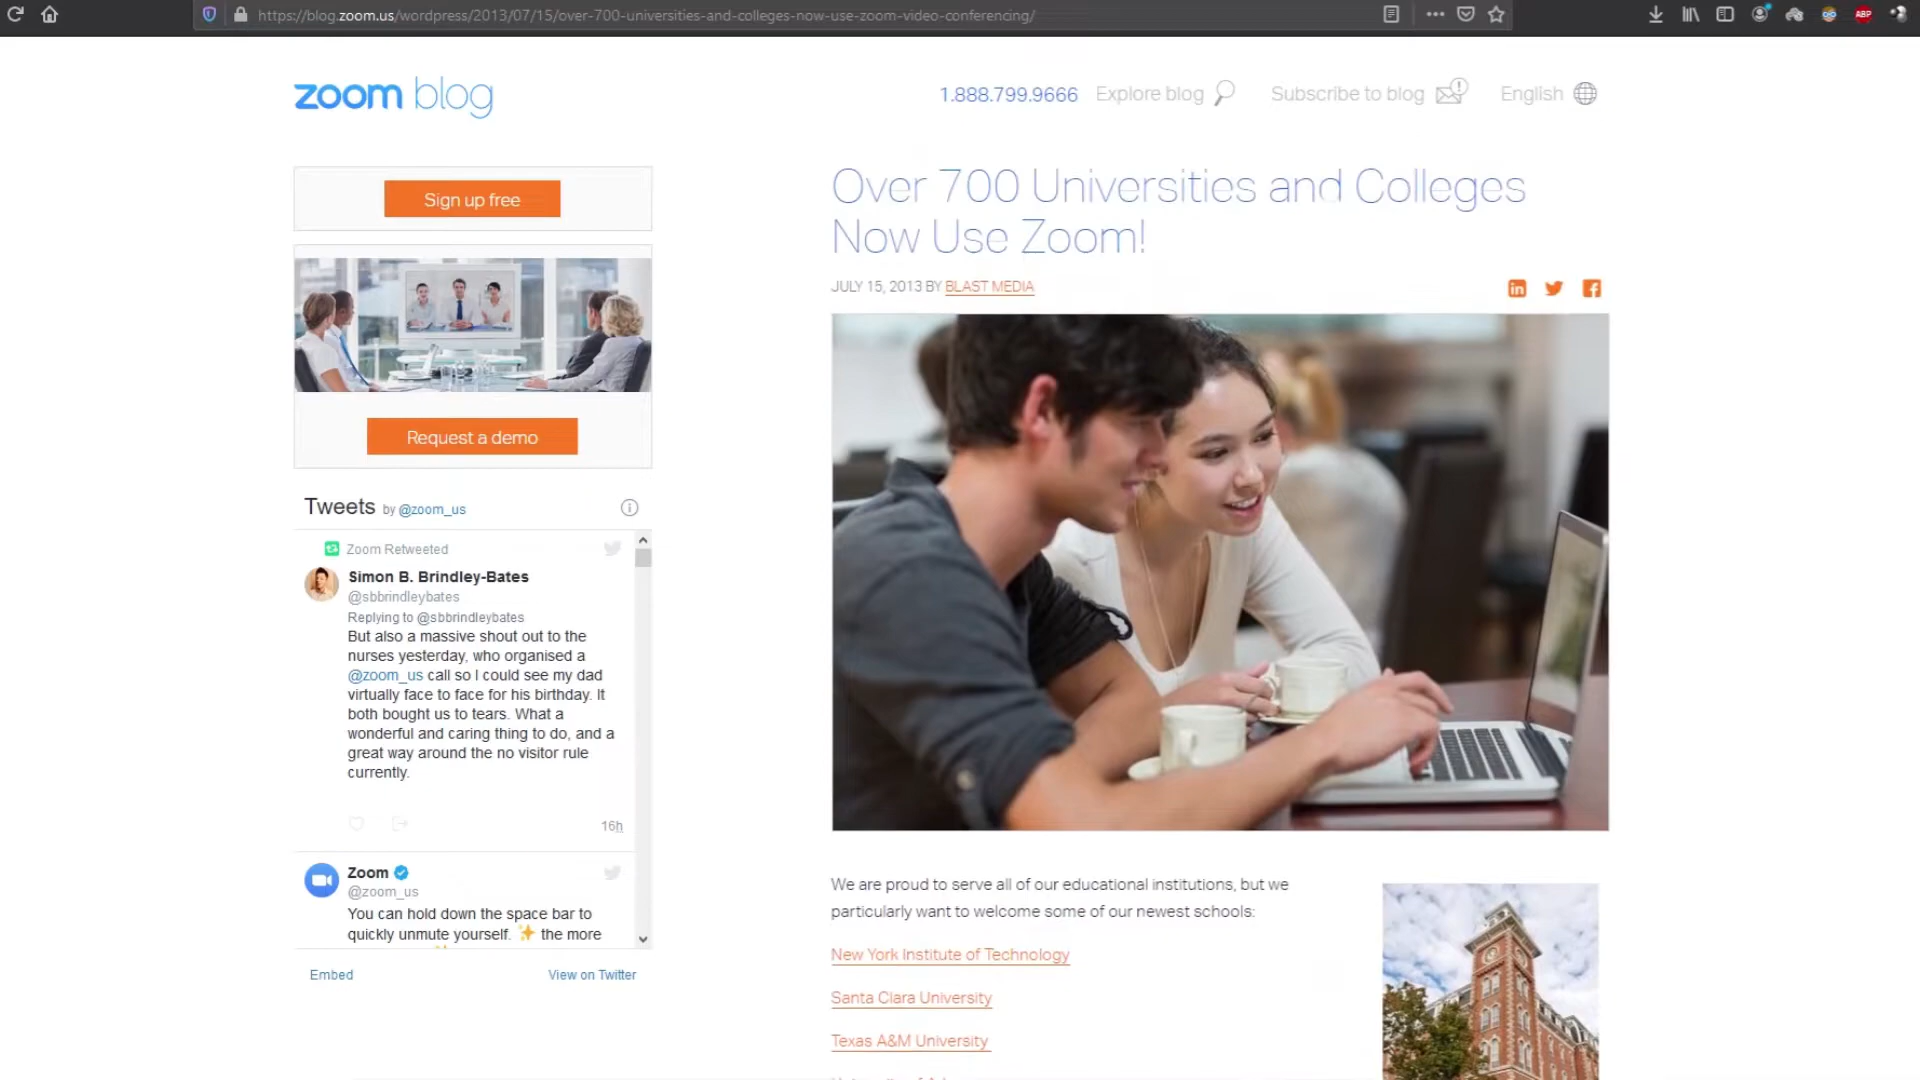 https://blog.zoom.us/wordpress/2013/07/15/over-700-universities-and-colleges-now-use-zoom-video-conferencing/
ABP
zoom blog
1.888.799.9666 Explore blog Subscribe to blog English
Sign up free
Request a demo
Tweets by @zoom_us
Zoom Retweeted
Simon B. Brindley-Bates
@sbbrindleybates
Replying to @sbbrindleybates
But also a massive shout out to the
nurses yesterday, who organised a
@zoom_us call so I could see my dad
virtually face to face for his birthday. It
both bought us to tears. What a
wonderful and caring thing to do, and a
great way around the no visitor rule
currently.
16h
Zoom
@zoom_us
You can hold down the space bar to
quickly unmute yourself. ✨ the more
Embed View on Twitter
Over 700 Universities and Colleges
Now Use Zoom!
JULY 15, 2013 BY BLAST MEDIA
We are proud to serve all of our educational institutions, but we
particularly want to welcome some of our newest schools:
New York Institute of Technology
Santa Clara University
Texas A&M University